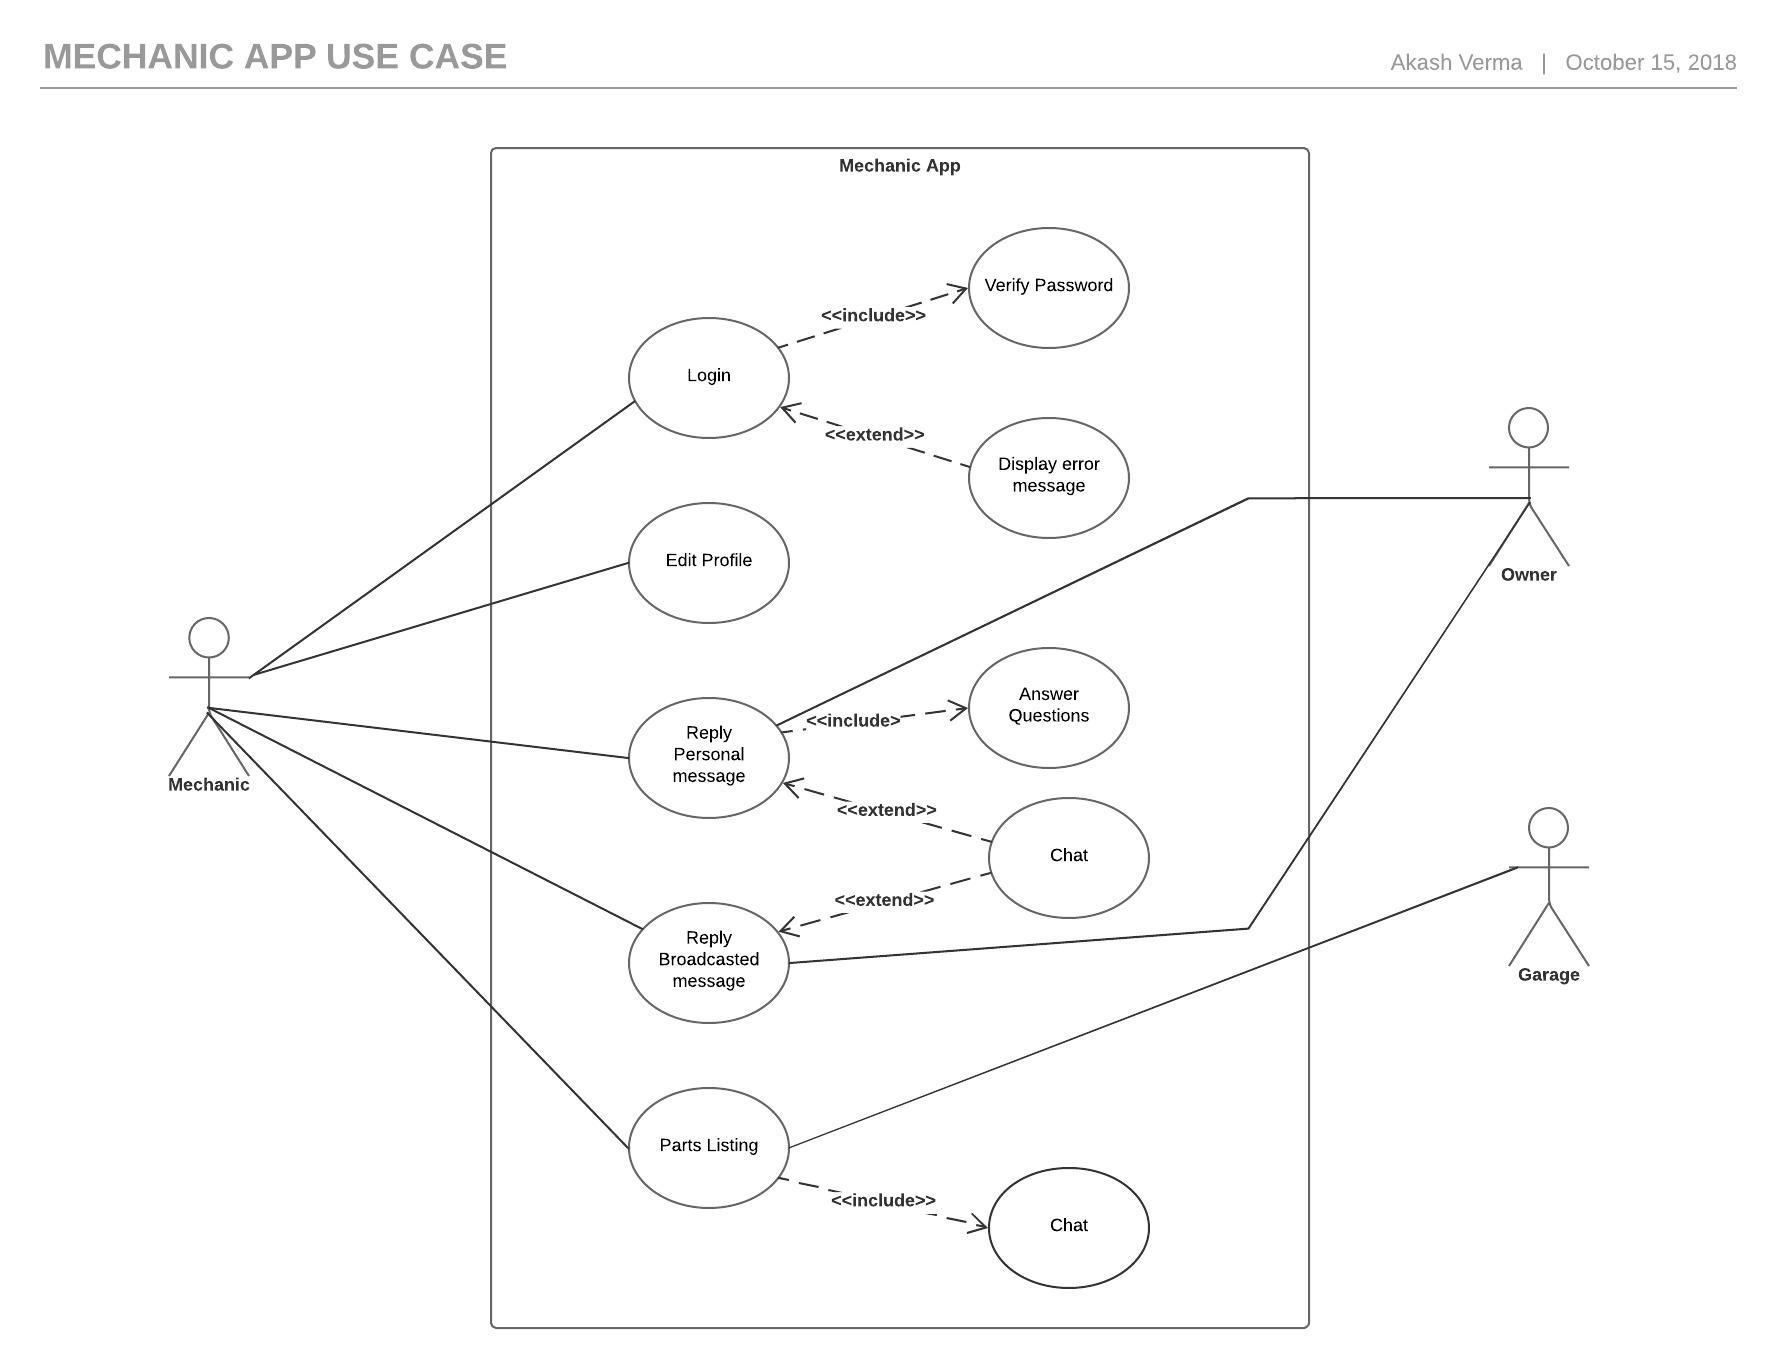 MECHANIC APP USE CASE
Akash Verma | October 15, 2018
Mechanic App
Verify Password
<<include>>
Login
<<extend>>
Display error
message
Edit Profile
Owner
Mechanic
Reply
Personal
message
<<include>
Answer
Questions
<<extend>>
Chat
<<extend>>
Reply
Broadcasted
message
Garage
Parts Listing
<<include>>
Chat